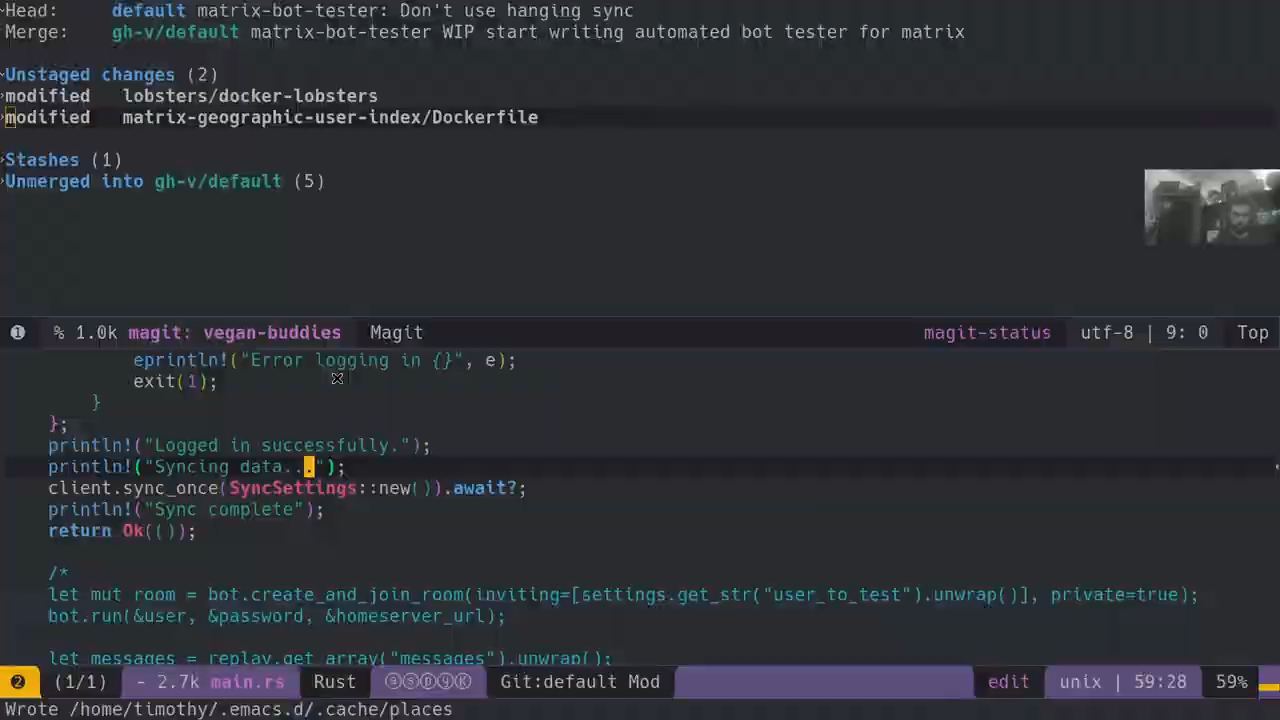 Head:     default matrix-bot-tester: Don't use hanging sync
Merge:    gh-v/default matrix-bot-tester WIP start writing automated bot tester for matrix
Unstaged changes (2)
modified   lobsters/docker-lobsters
modified   matrix-geographic-user-index/Dockerfile
Stashes (1)
Unmerged into gh-v/default (5)
❶ % 1.0k magit: vegan-buddies Magit magit-status utf-8 | 9: 0 Top
eprintln!("Error logging in {}", e);
exit(1);
}
};
println!("Logged in successfully.");
println!("Syncing data...");
client.sync_once(SyncSettings::new()).await?;
println!("Sync complete");
return Ok(());
/*
let mut room = bot.create_and_join_room(inviting=[settings.get_str("user_to_test").unwrap()], private=true);
bot.run(&user, &password, &homeserver_url);
let messages = replay.get_array("messages").unwrap();
❷ (1/1) - 2.7k main.rs Rust ⓐⓢⓟⓨⓀ Git:default Mod edit unix | 59:28 59%
Wrote /home/timothy/.emacs.d/.cache/places